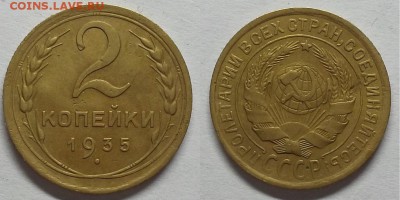 COINS.LAVE.RU
2
КОПЕЙКИ
1935
ПРОЛЕТАРИИ ВСЕХ СТРАН, СОЕДИНЯЙТЕСЬ!
СССР